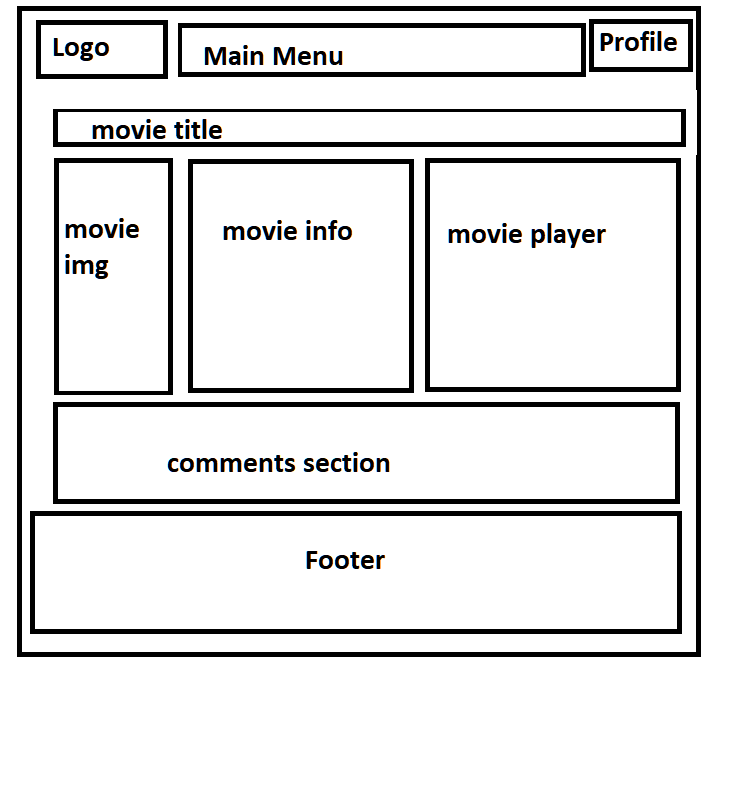 Logo
Main Menu
Profile
movie title
movie
img
movie info
movie player
comments section
Footer